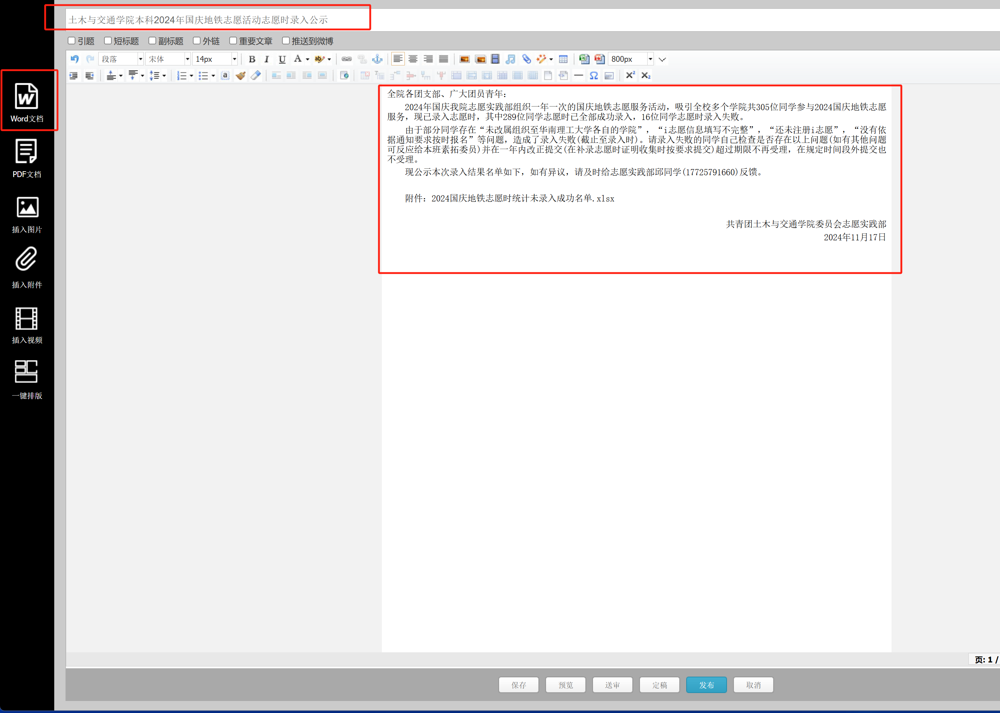 土木与交通学院本科2024年国庆地铁志愿活动志愿时录入公示
引题 短标题 副标题 外链 重要文章 推送到微博
段落 宋体 14px B I U A ab 800px
a X² X₂
Word文档
PDF文档
插入图片
插入附件
插入视频
一键排版
全院各团支部、广大团员青年：
2024年国庆我院志愿实践部组织一年一次的国庆地铁志愿服务活动，吸引全校多个学院共305位同学参与2024国庆地铁志愿
服务，现已录入志愿时，其中289位同学志愿时已全部成功录入，16位同学志愿时录入失败。
由于部分同学存在“未改属组织至华南理工大学各自的学院”，“i志愿信息填写不完整”，“还未注册i志愿”，“没有依
据通知要求按时报名”等问题，造成了录入失败(截止至录入时)。请录入失败的同学自己检查是否存在以上问题(如有其他问题
可反应给本班素拓委员)并在一年内改正提交(在补录志愿时证明收集时按要求提交)超过期限不再受理，在规定时间段外提交也
不受理。
现公示本次录入结果名单如下，如有异议，请及时给志愿实践部邱同学(17725791660)反馈。
附件：2024国庆地铁志愿时统计未录入成功名单.xlsx
共青团土木与交通学院委员会志愿实践部
2024年11月17日
页: 1 /
保存 预览 送审 定稿 发布 取消